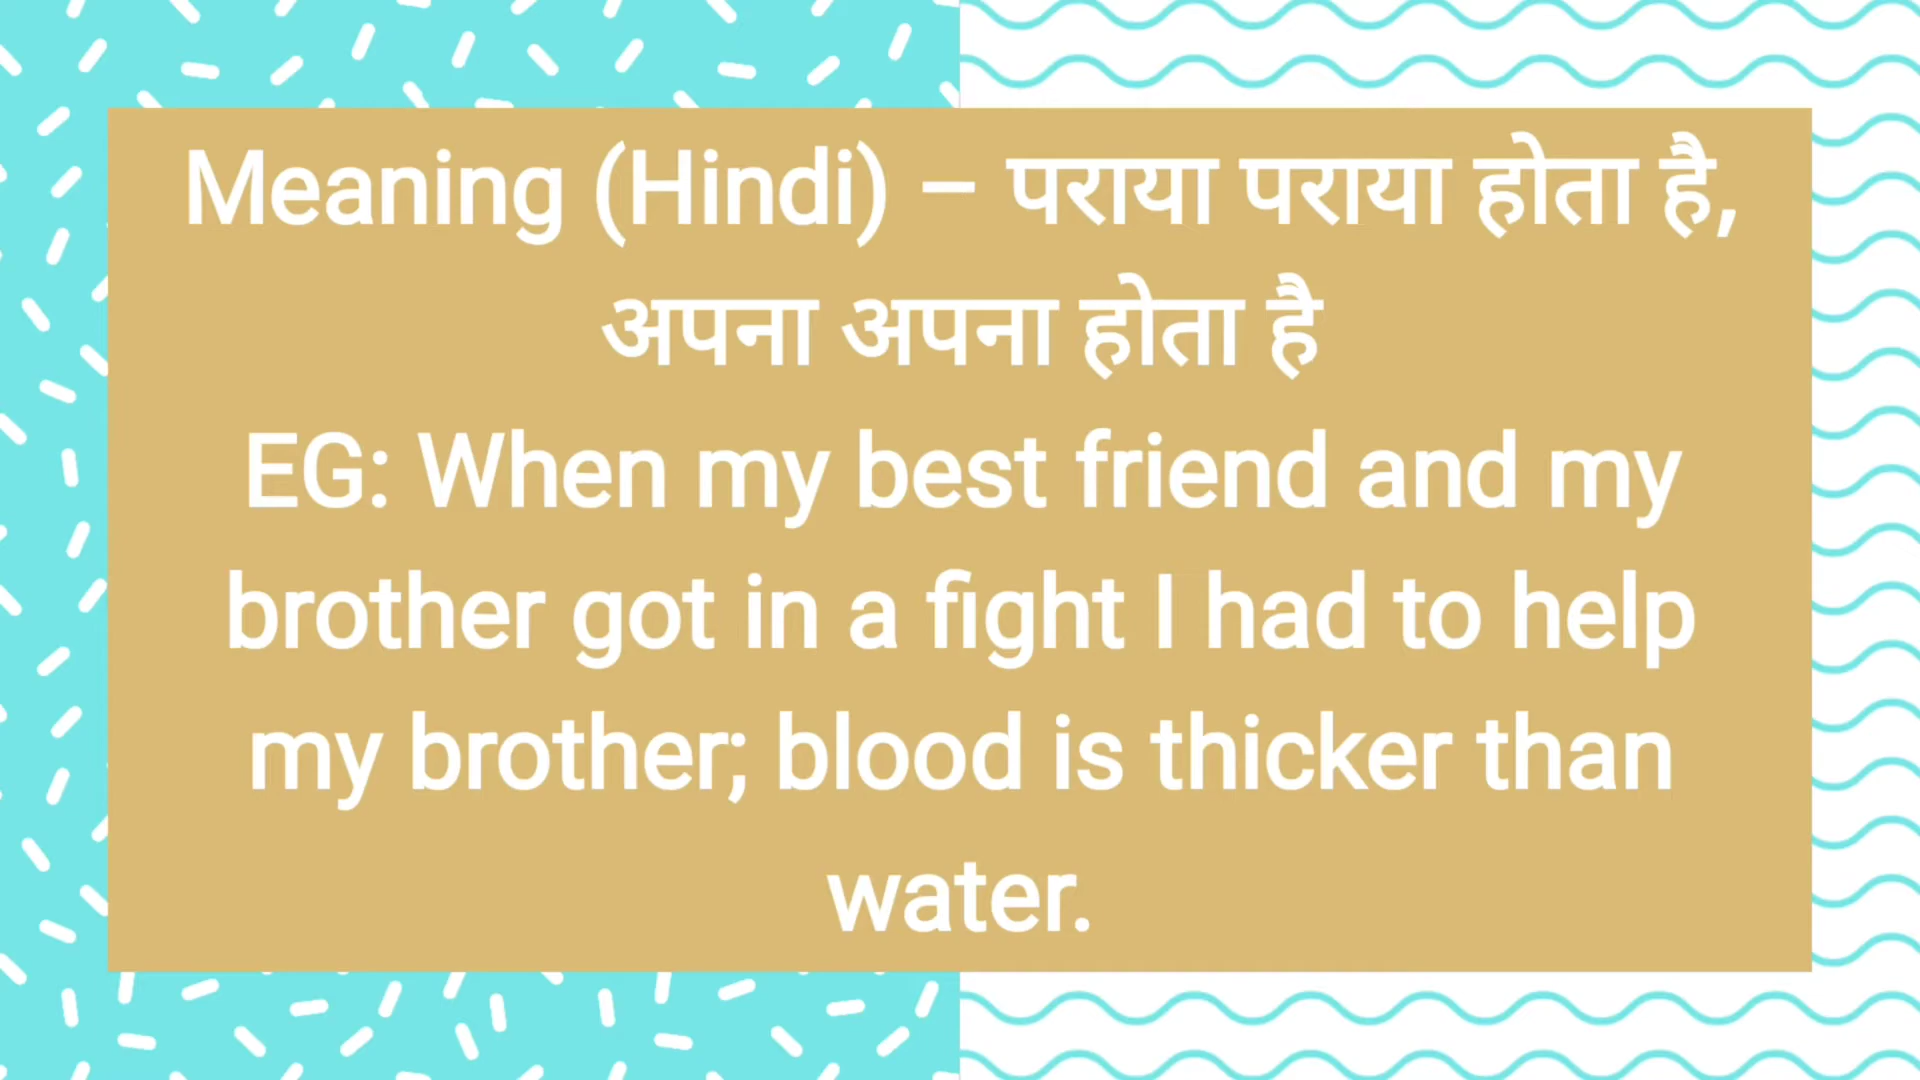 Meaning (Hindi) – पराया पराया होता है,
अपना अपना होता है
EG: When my best friend and my
brother got in a fight I had to help
my brother; blood is thicker than
water.